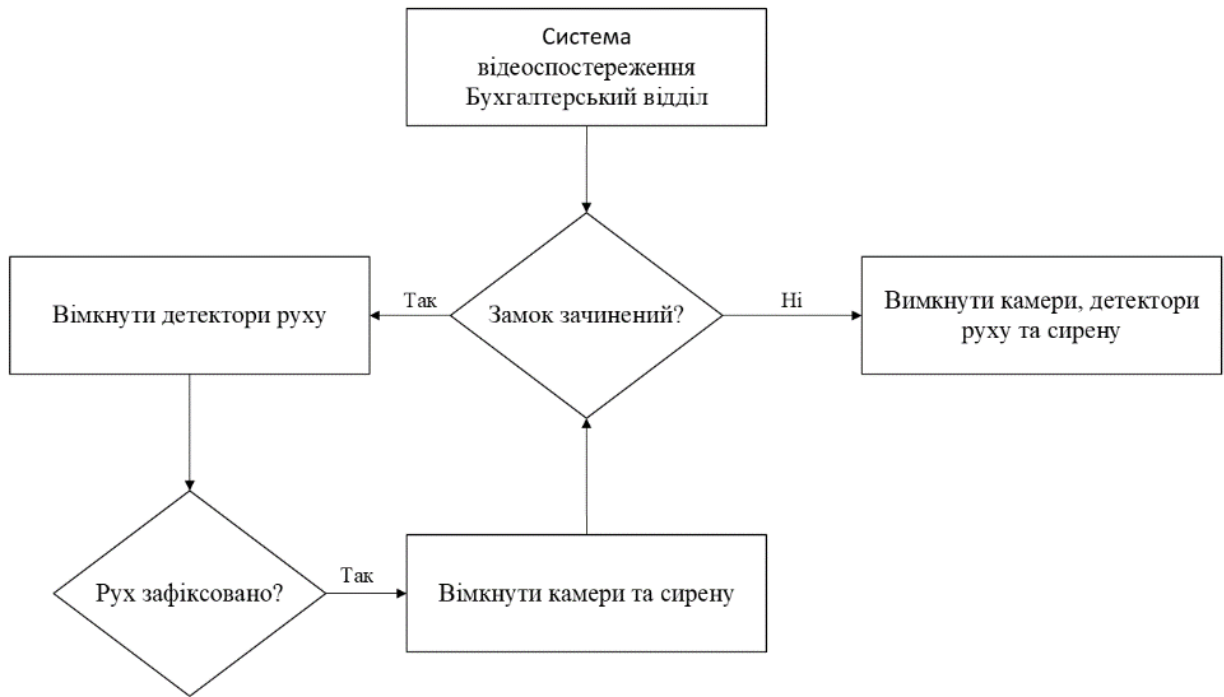 Система
відеоспостереження
Бухгалтерський відділ
Вімкнути детектори руху
Так
Замок зачинений?
Ні
Вимкнути камери, детектори
руху та сирену
Рух зафіксовано?
Так
Вімкнути камери та сирену